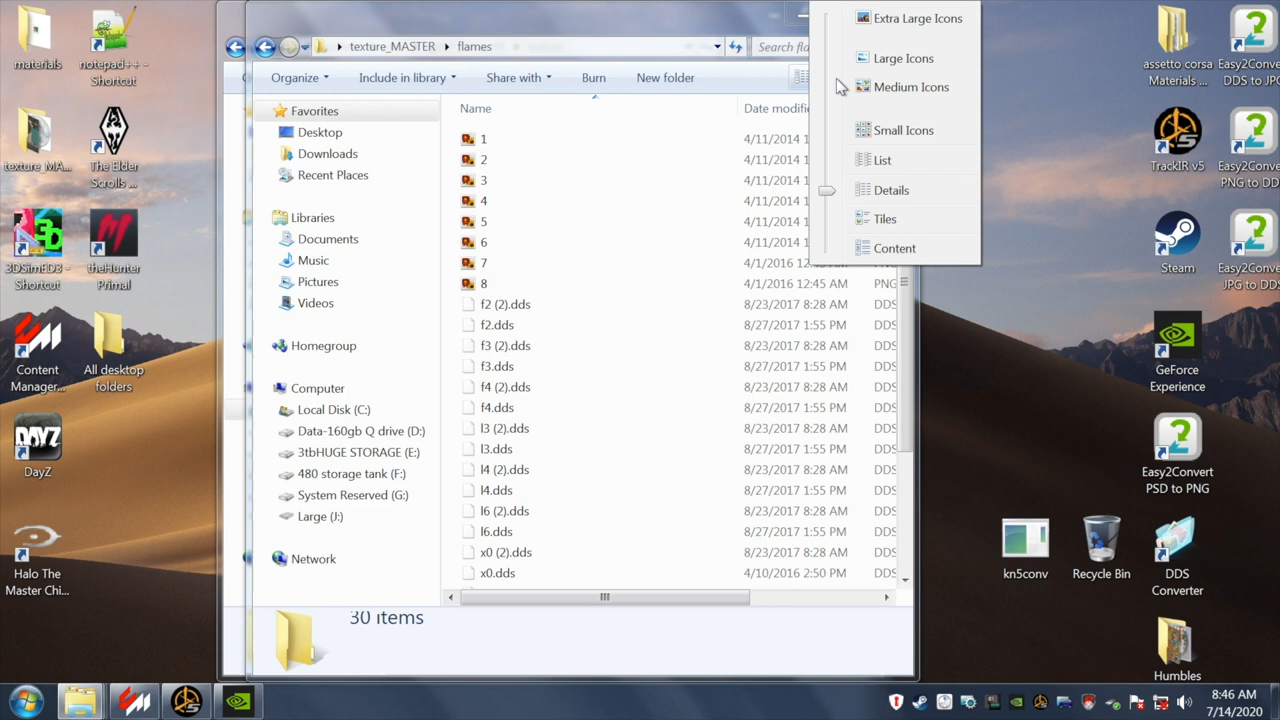 materials
notepad++ -
Shortcut
texture_MA...
The Elder
Scrolls ...
3DSimED3 -
Shortcut
theHunter
Primal
Content
Manager...
All desktop
folders
DayZ
Halo The
Master Chi...
texture_MASTER
flames
Organize
Include in library
Share with
Burn
New folder
Favorites
Desktop
Downloads
Recent Places
Libraries
Documents
Music
Pictures
Videos
Homegroup
Computer
Local Disk (C:)
Data-160gb Q drive (D:)
3tbHUGE STORAGE (E:)
480 storage tank (F:)
System Reserved (G:)
Large (J:)
Network
Name
Date modifie
1 4/11/2014 1
2 4/11/2014 1
3 4/11/2014 1
4 4/11/2014 1
5 4/11/2014 1
6 4/11/2014 1
7 4/1/2016 12:45 AM
8 4/1/2016 12:45 AM PNG
f2 (2).dds 8/23/2017 8:28 AM DDS
f2.dds 8/27/2017 1:55 PM DDS
f3 (2).dds 8/23/2017 8:28 AM DDS
f3.dds 8/27/2017 1:55 PM DDS
f4 (2).dds 8/23/2017 8:28 AM DDS
f4.dds 8/27/2017 1:55 PM DDS
l3 (2).dds 8/23/2017 8:28 AM DDS
l3.dds 8/27/2017 1:55 PM DDS
l4 (2).dds 8/23/2017 8:28 AM DDS
l4.dds 8/27/2017 1:55 PM DDS
l6 (2).dds 8/23/2017 8:28 AM DDS
l6.dds 8/27/2017 1:55 PM DDS
x0 (2).dds 8/23/2017 8:28 AM DDS
x0.dds 4/10/2016 2:50 PM DDS
30 items
Search fla
Extra Large Icons
Large Icons
Medium Icons
Small Icons
List
Details
Tiles
Content
assetto corsa
Materials ...
Easy2Convert
DDS to JPG
TrackIR v5
Easy2Convert
PNG to DDS
Steam
Easy2Convert
JPG to DDS
GeForce
Experience
Easy2Convert
PSD to PNG
kn5conv
Recycle Bin
DDS
Converter
Humbles
8:46 AM
7/14/2020